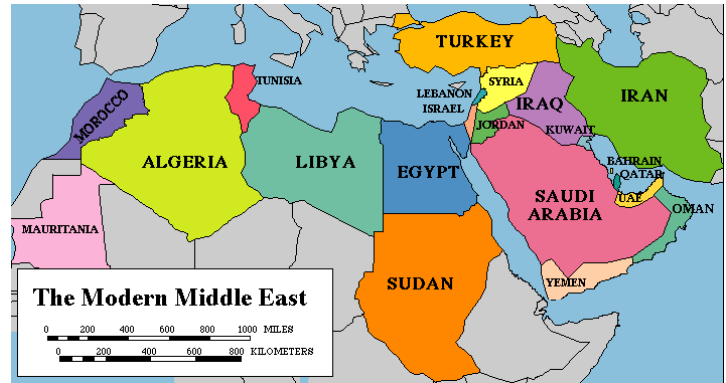 TURKEY
TUNISIA
SYRIA
LEBANON
ISRAEL
IRAQ
IRAN
MOROCCO
JORDAN
KUWAIT
ALGERIA
LIBYA
EGYPT
BAHRAIN
QATAR
SAUDI
ARABIA
UAE
OMAN
MAURITANIA
SUDAN
YEMEN
The Modern Middle East
0 200 400 600 800 1000 MILES
0 200 400 600 800 KILOMETERS